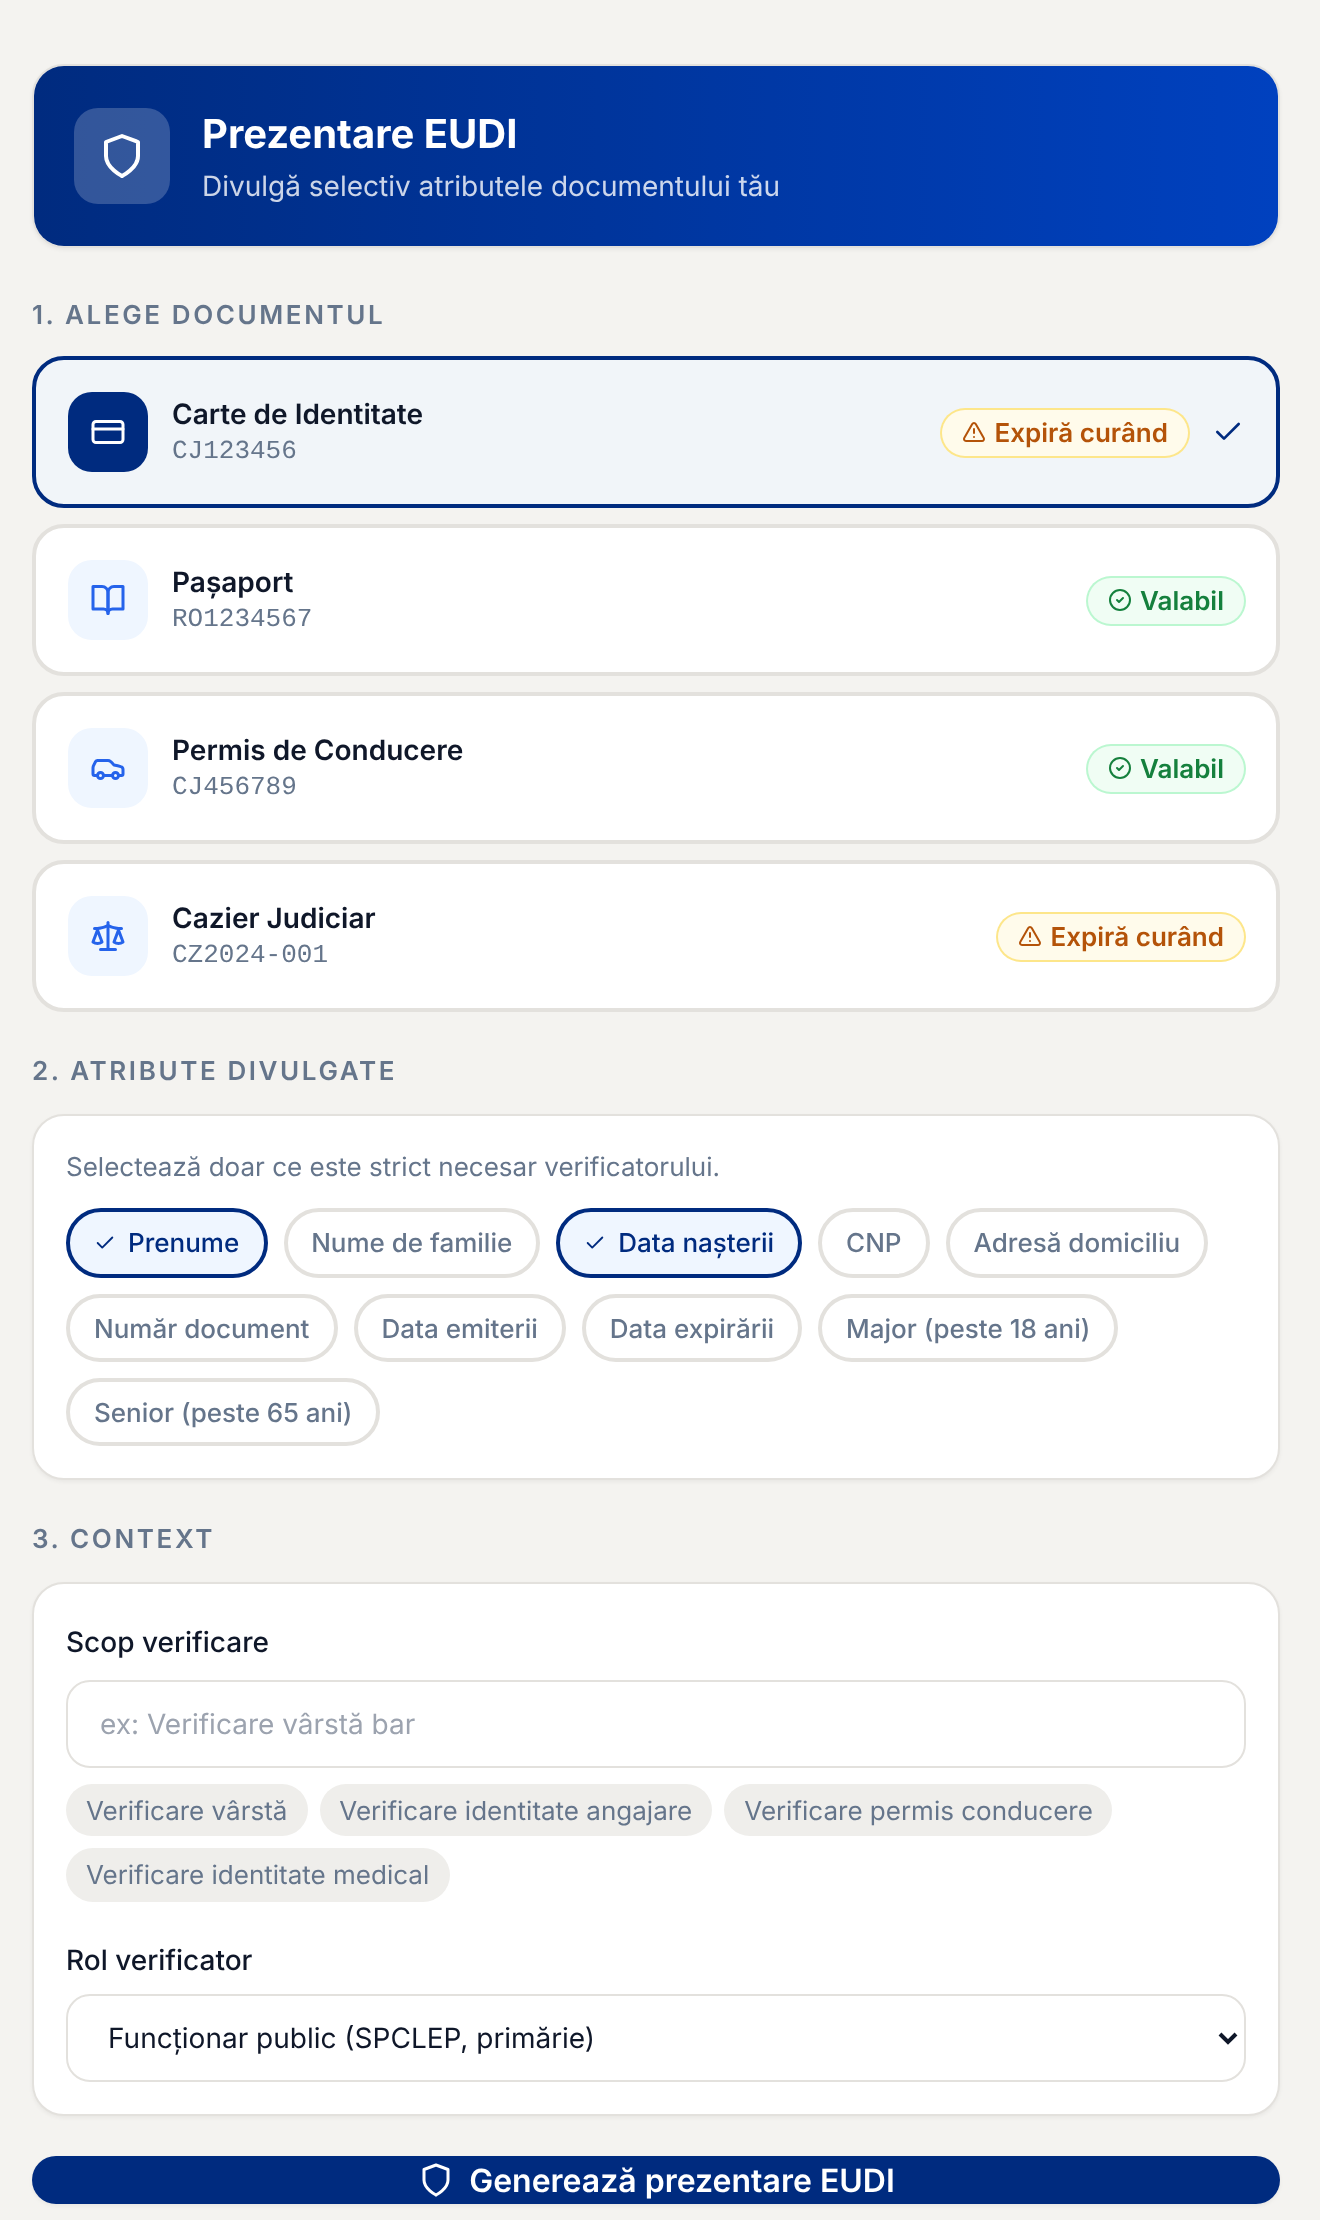 Prezentare EUDI
Divulgă selectiv atributele documentului tău
1. ALEGE DOCUMENTUL
Carte de Identitate
CJ123456
Expiră curând
Pașaport
RO1234567
Valabil
Permis de Conducere
CJ456789
Valabil
Cazier Judiciar
CZ2024-001
Expiră curând
2. ATRIBUTE DIVULGATE
Selectează doar ce este strict necesar verificatorului.
Prenume Nume de familie Data nașterii CNP Adresă domiciliu
Număr document Data emiterii Data expirării Major (peste 18 ani)
Senior (peste 65 ani)
3. CONTEXT
Scop verificare
ex: Verificare vârstă bar
Verificare vârstă Verificare identitate angajare Verificare permis conducere
Verificare identitate medical
Rol verificator
Funcționar public (SPCLEP, primărie)
Generează prezentare EUDI